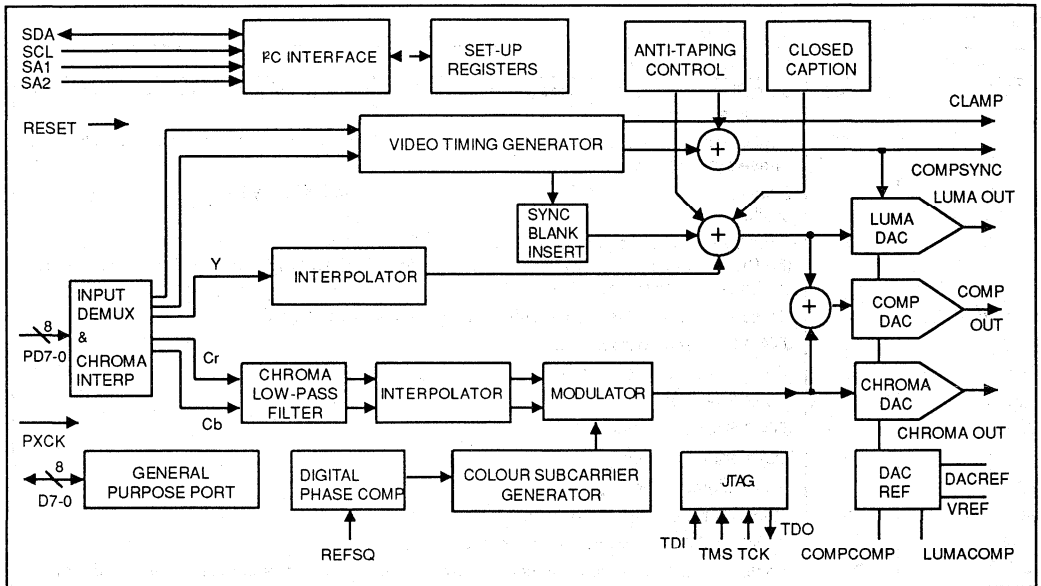 SDA
SCL
SA1
SA2
I²C INTERFACE
SET-UP
REGISTERS
ANTI-TAPING
CONTROL
CLOSED
CAPTION
CLAMP
RESET
VIDEO TIMING GENERATOR
+
COMPSYNC
LUMA OUT
SYNC
BLANK
INSERT
+
LUMA
DAC
Y
INTERPOLATOR
INPUT
DEMUX
&
CHROMA
INTERP
8
PD7-0
+
COMP
DAC
COMP
OUT
Cr
Cb
CHROMA
LOW-PASS
FILTER
INTERPOLATOR
MODULATOR
CHROMA
DAC
CHROMA OUT
PXCK
8
D7-0
GENERAL
PURPOSE PORT
DIGITAL
PHASE COMP
COLOUR SUBCARRIER
GENERATOR
JTAG
DAC
REF
DACREF
VREF
REFSQ
TDI
TMS
TCK
TDO
COMPCOMP
LUMACOMP